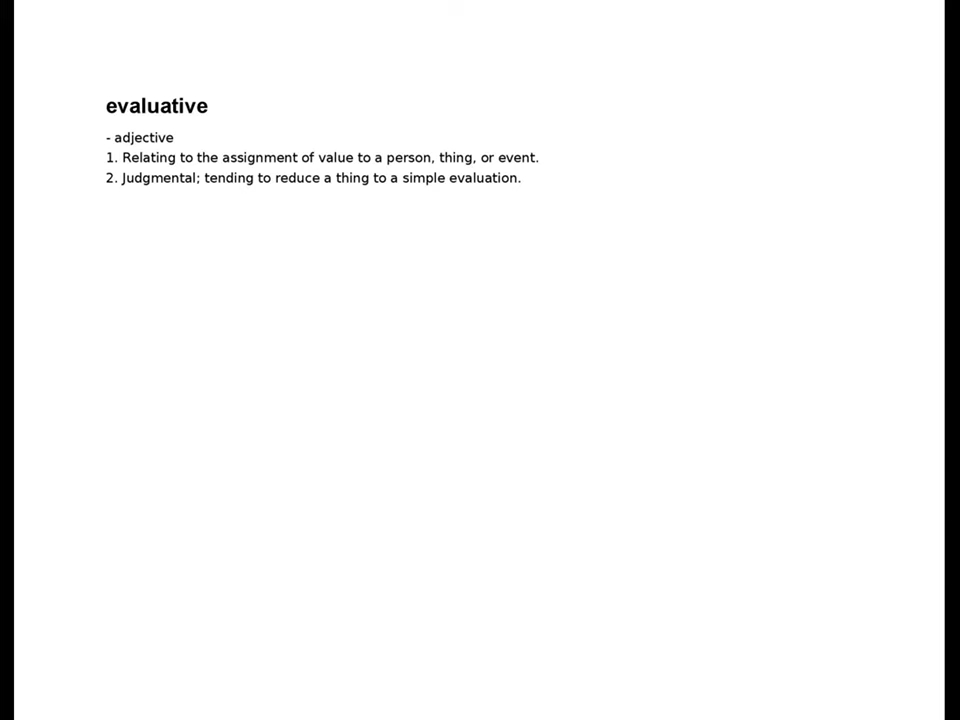 evaluative
- adjective
1. Relating to the assignment of value to a person, thing, or event.
2. Judgmental; tending to reduce a thing to a simple evaluation.